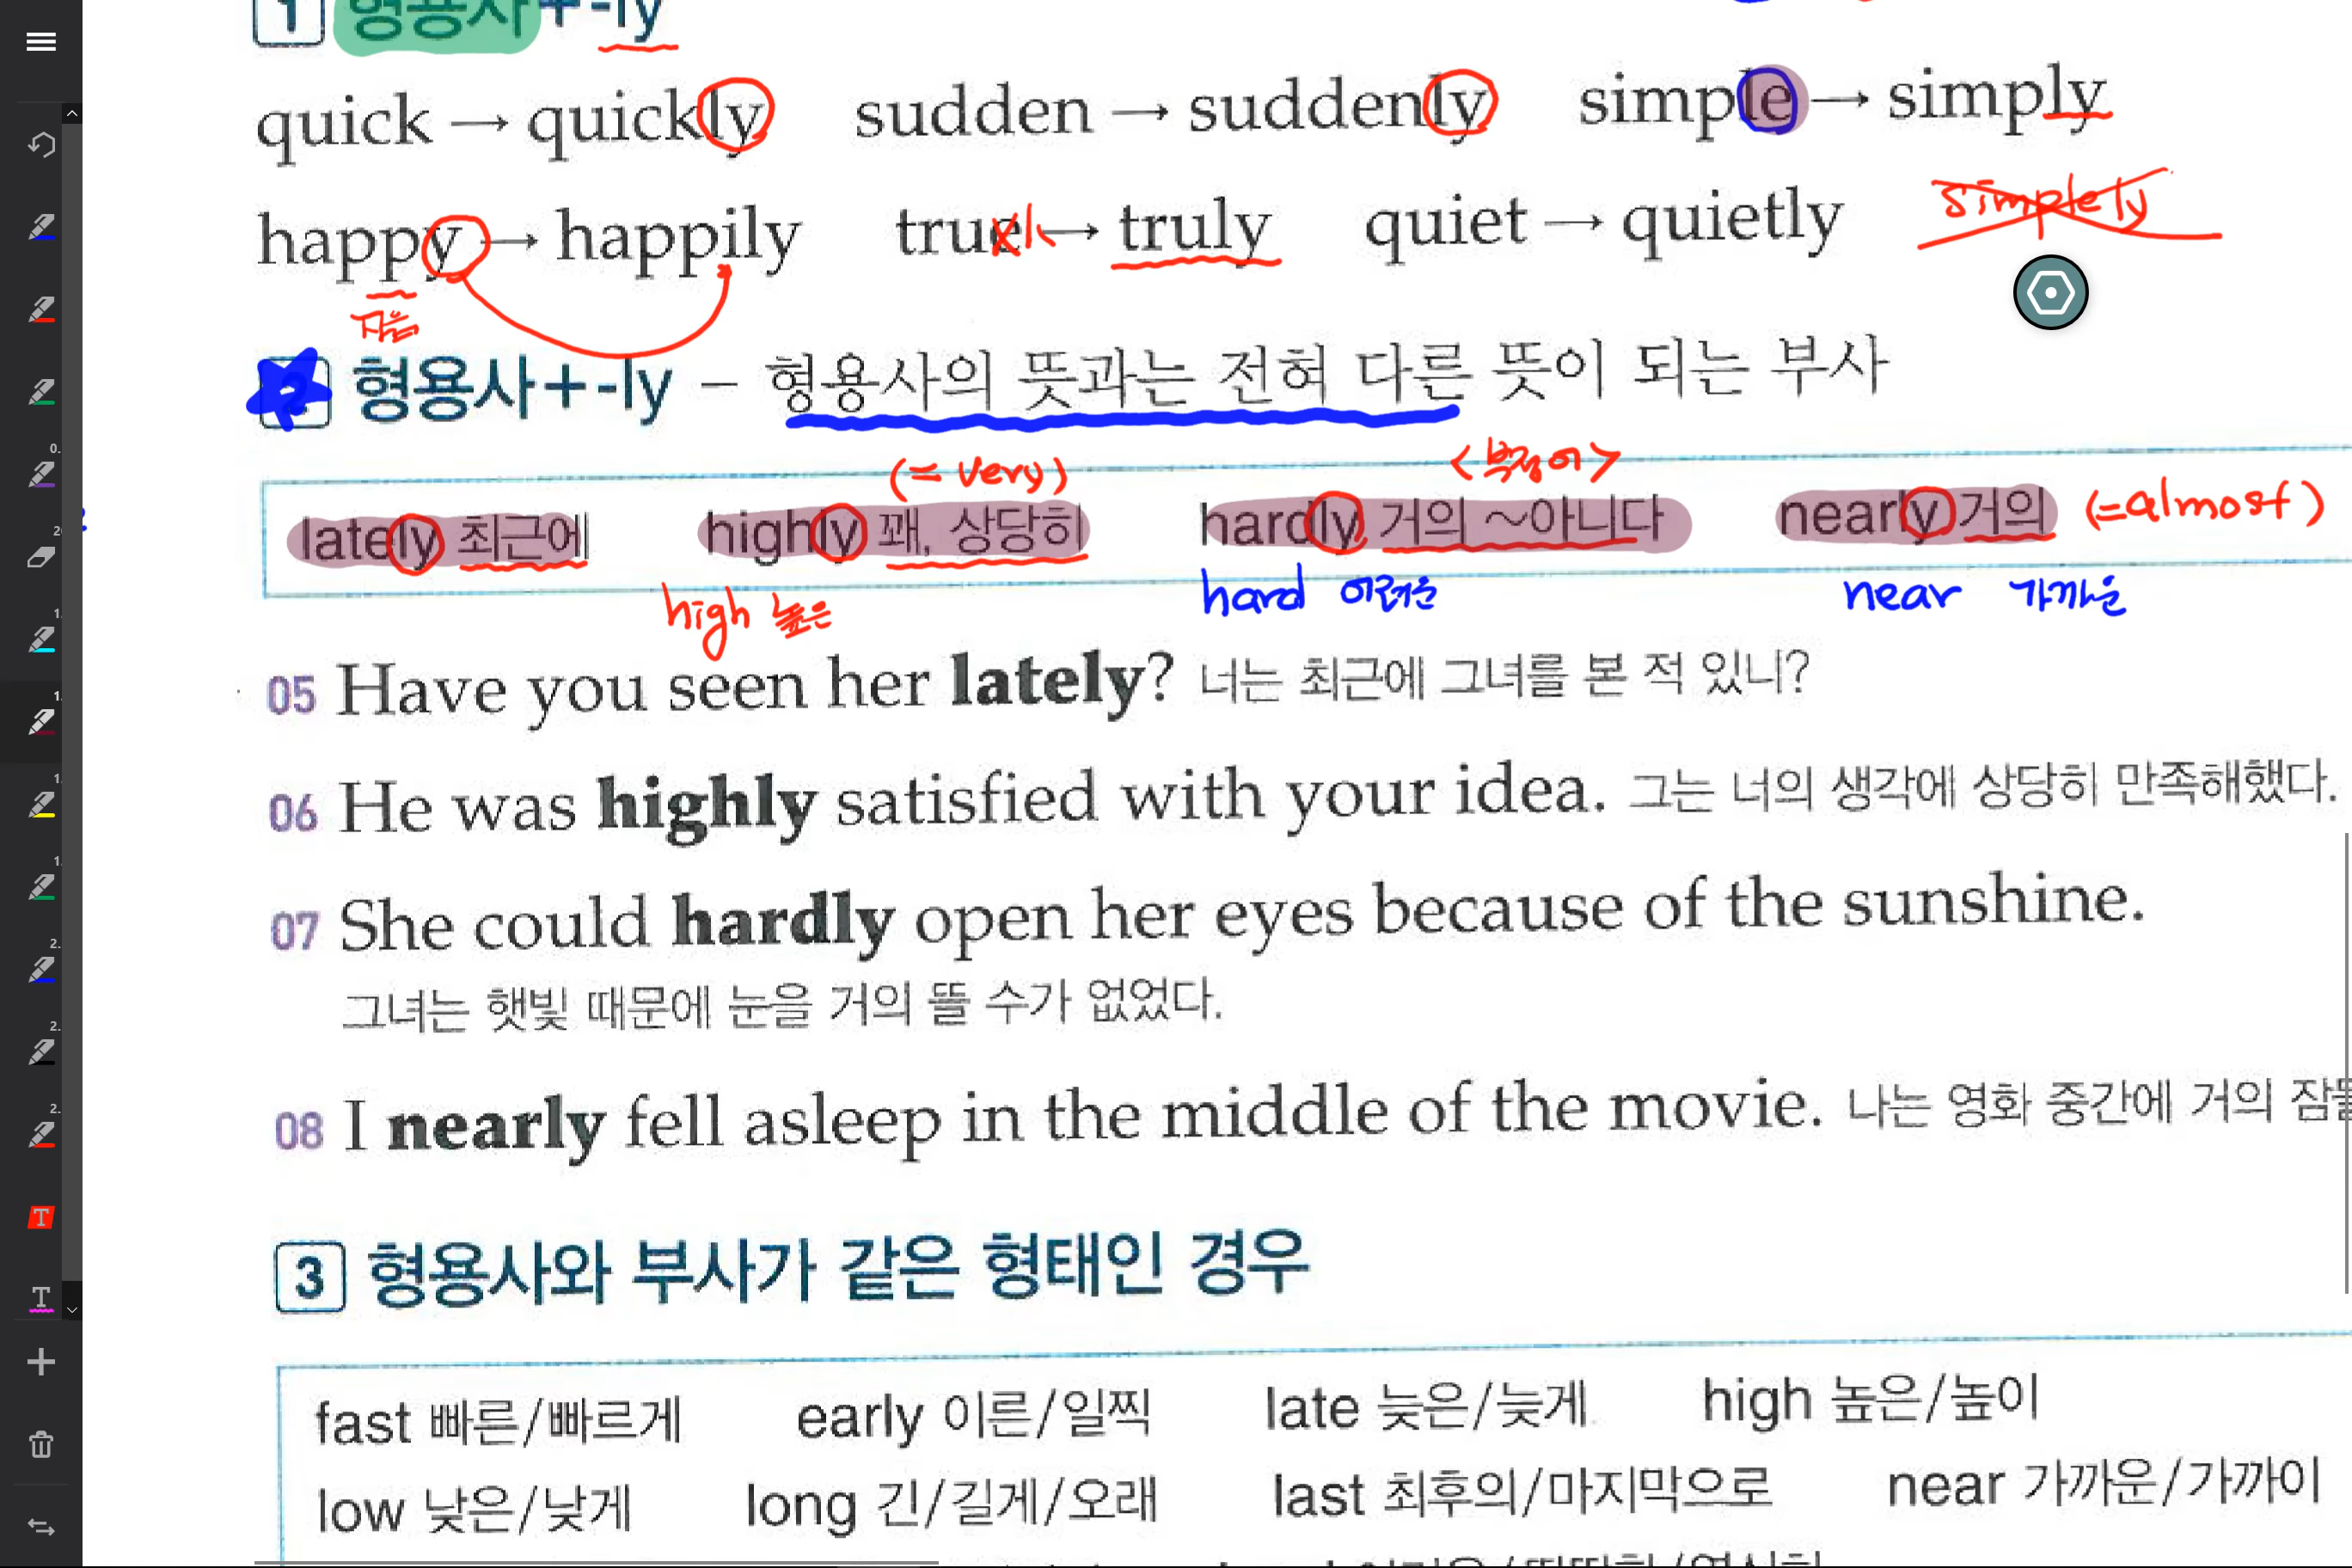 1 형용사+-ly
quick → quickly sudden → suddenly simple → simply
happy → happily true → truly quiet → quietly simplely
자음
형용사+-ly – 형용사의 뜻과는 전혀 다른 뜻이 되는 부사
(= very) <부정어>
lately 최근에 highly 꽤, 상당히 hardly 거의 ~아니다 nearly 거의 (=almost)
high 높은 hard 어려운 near 가까운
05 Have you seen her lately? 너는 최근에 그녀를 본 적 있니?
06 He was highly satisfied with your idea. 그는 너의 생각에 상당히 만족해했다.
07 She could hardly open her eyes because of the sunshine.
그녀는 햇빛 때문에 눈을 거의 뜰 수가 없었다.
08 I nearly fell asleep in the middle of the movie. 나는 영화 중간에 거의
3 형용사와 부사가 같은 형태인 경우
fast 빠른/빠르게 early 이른/일찍 late 늦은/늦게 high 높은/높이
low 낮은/낮게 long 긴/길게/오래 last 최후의/마지막으로 near 가까운/가까이